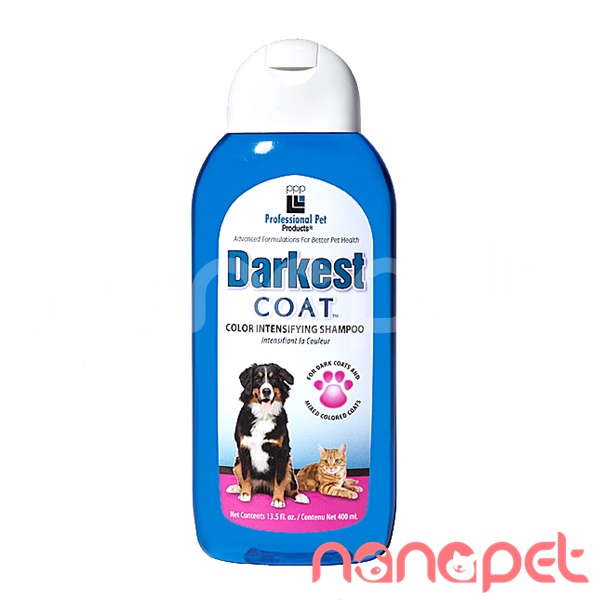 ppp
Professional Pet
Products®
Advanced Formulations For Better Pet Health
Darkest
COAT™
COLOR INTENSIFYING SHAMPOO
Intensifiant la Couleur
FOR DARK COATS AND
MIXED COLORED COATS
Net Contents 13.5 fl. oz. / Contenu Net 400 mL
nanapet